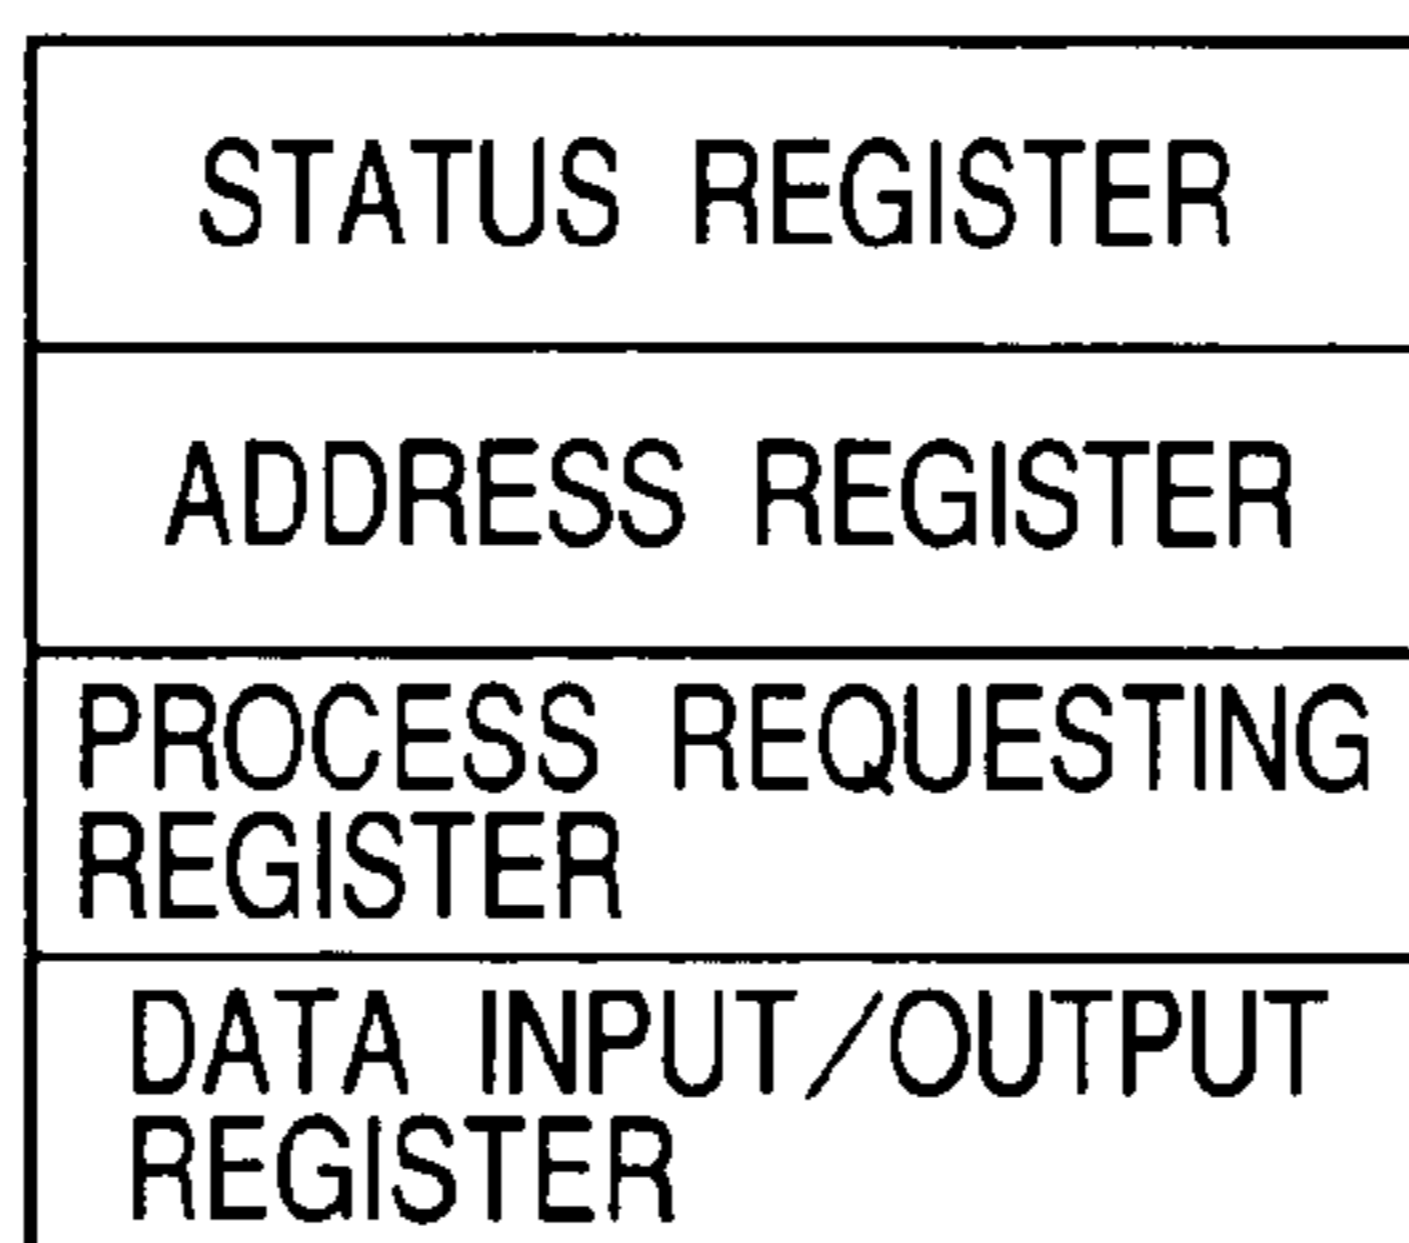 STATUS REGISTER
ADDRESS REGISTER
PROCESS REQUESTING
REGISTER
DATA INPUT/OUTPUT
REGISTER